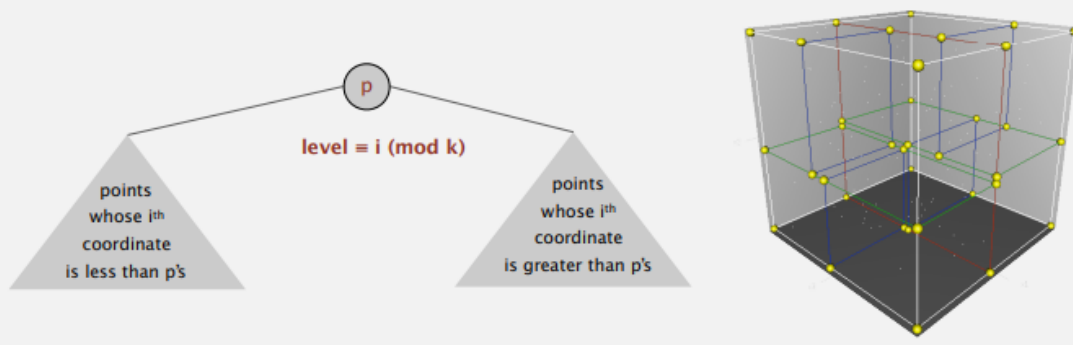 p
level ≡ i (mod k)
points
whose iᵗʰ
coordinate
is less than p's
points
whose iᵗʰ
coordinate
is greater than p's